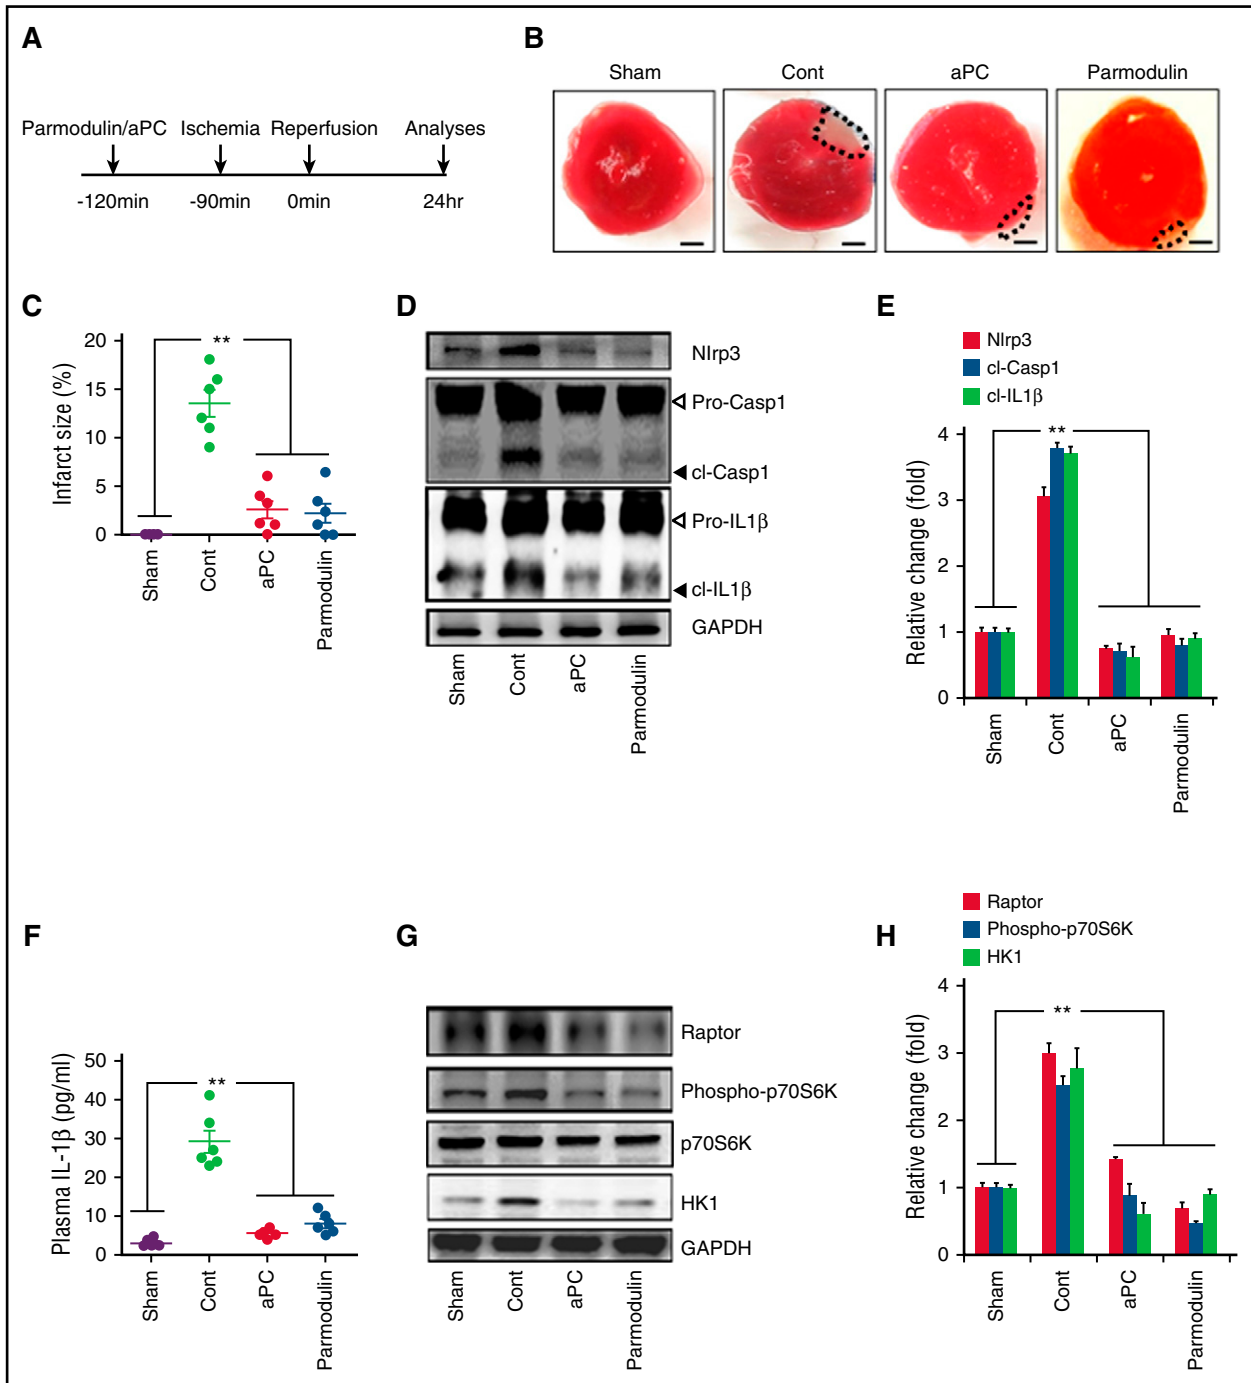 A
Parmodulin/aPC Ischemia Reperfusion Analyses
-120min -90min 0min 24hr
B
Sham Cont aPC Parmodulin
C
Infarct size (%)
20
15
10
5
0
**
Sham Cont aPC Parmodulin
D
Nlrp3
Pro-Casp1
cl-Casp1
Pro-IL1β
cl-IL1β
GAPDH
Sham Cont aPC Parmodulin
E
Nlrp3
cl-Casp1
cl-IL1β
Relative change (fold)
4
3
2
1
0
**
Sham Cont aPC Parmodulin
F
Plasma IL-1β (pg/ml)
50
40
30
20
10
0
**
Sham Cont aPC Parmodulin
G
Raptor
Phospho-p70S6K
p70S6K
HK1
GAPDH
Sham Cont aPC Parmodulin
H
Raptor
Phospho-p70S6K
HK1
Relative change (fold)
4
3
2
1
0
**
Sham Cont aPC Parmodulin